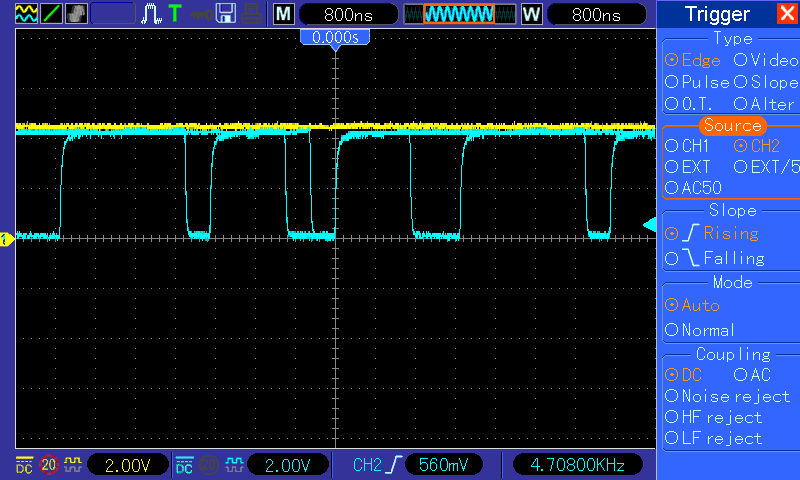 T M 800ns W 800ns
0.000s
Trigger
Type
Edge Video
Pulse Slope
O.T. Alter
Source
CH1 CH2
EXT EXT/5
AC50
Slope
Rising
Falling
Mode
Auto
Normal
Coupling
DC AC
Noise reject
HF reject
LF reject
1
DC 20 2.00V DC 20 2.00V CH2 560mV 4.70800KHz